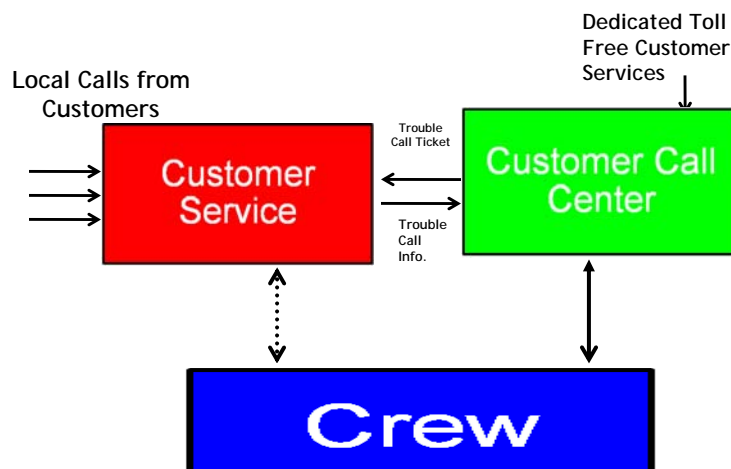 Dedicated Toll
Free Customer
Services
Local Calls from
Customers
Trouble
Call Ticket
Customer
Service
Customer Call
Center
Trouble
Call
Info.
Crew